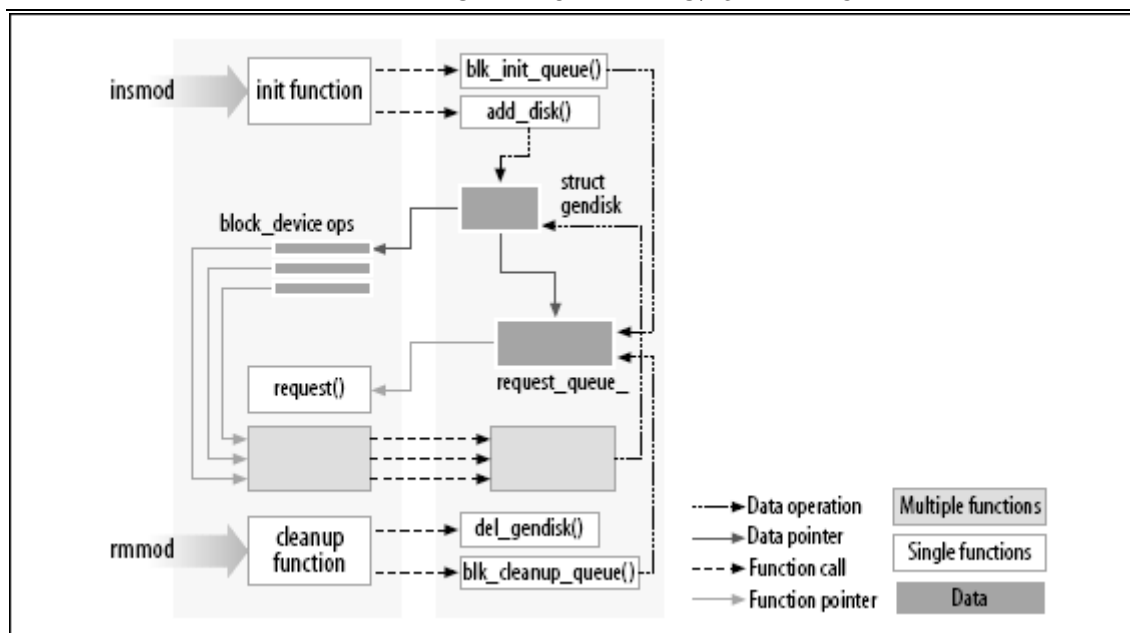 insmod
init function
blk_init_queue()
add_disk()
struct
gendisk
block_device ops
request_queue_
request()
rmmod
cleanup
function
del_gendisk()
blk_cleanup_queue()
Data operation
Data pointer
Function call
Function pointer
Multiple functions
Single functions
Data